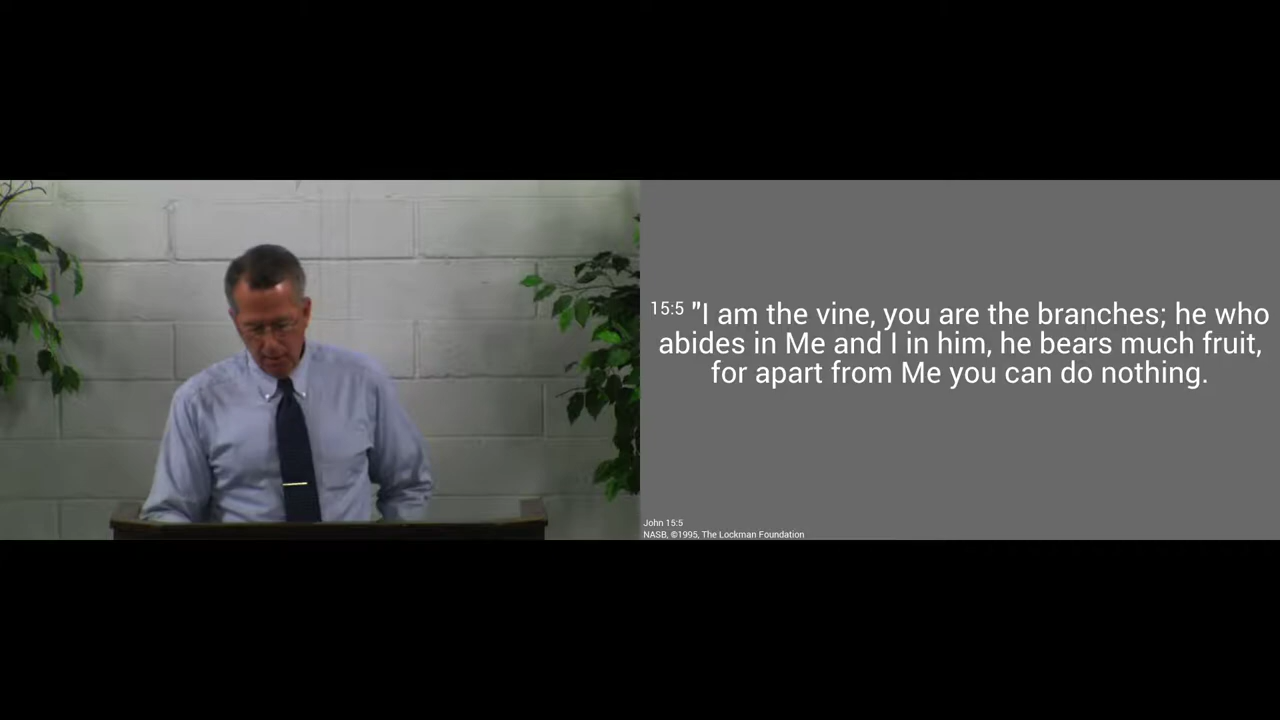 15:5 "I am the vine, you are the branches; he who
abides in Me and I in him, he bears much fruit,
for apart from Me you can do nothing.
John 15:5
NASB, ©1995, The Lockman Foundation